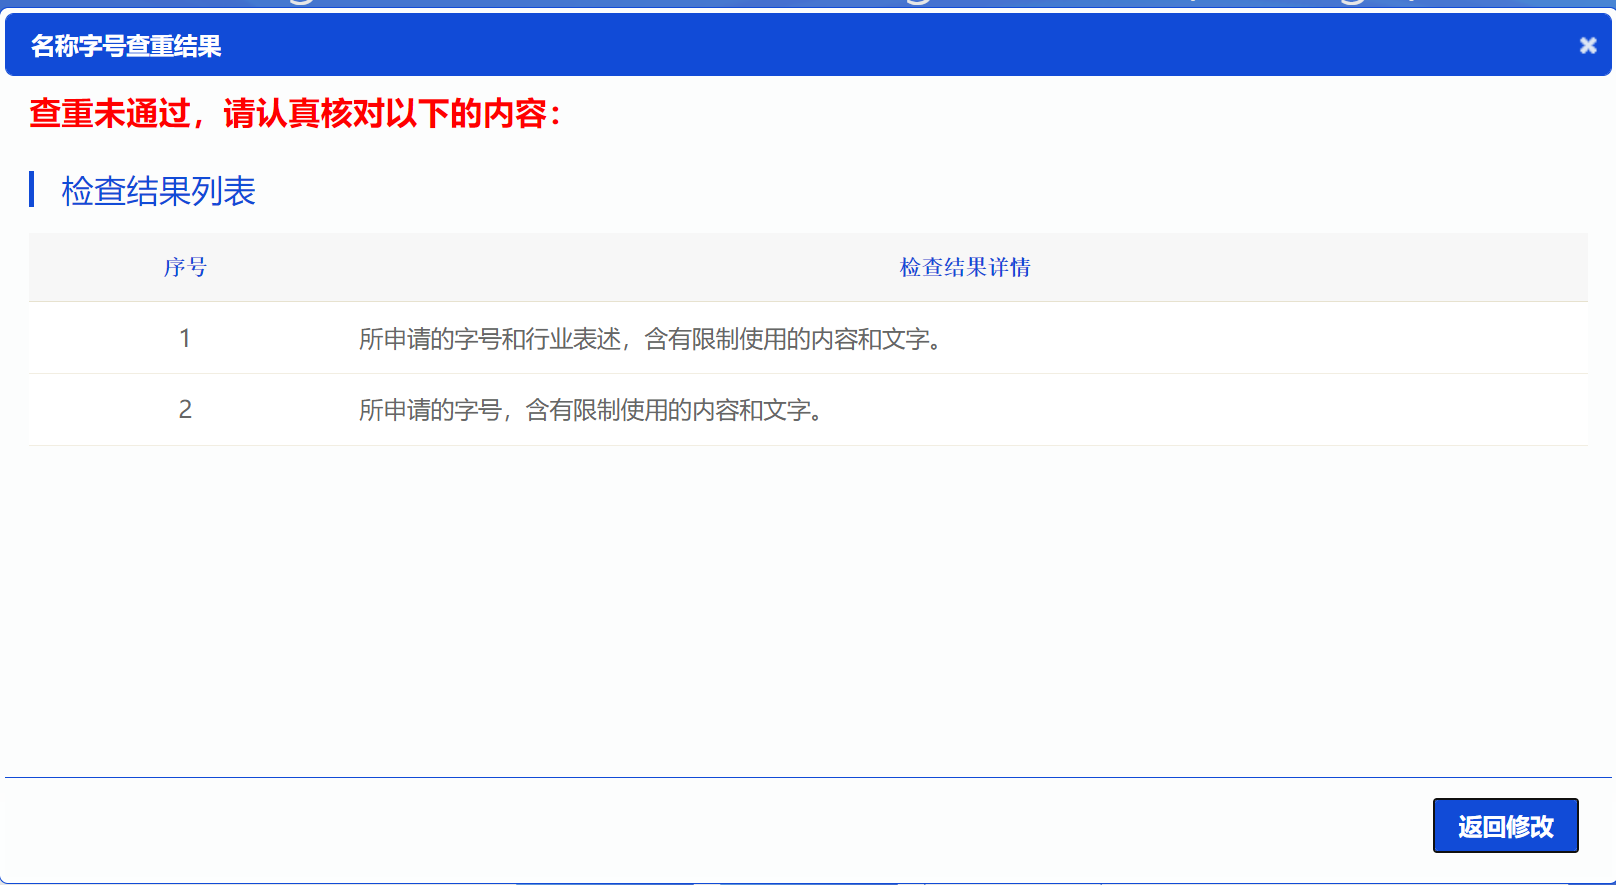 名称字号查重结果
查重未通过，请认真核对以下的内容：
检查结果列表
序号 检查结果详情
1 所申请的字号和行业表述，含有限制使用的内容和文字。
2 所申请的字号，含有限制使用的内容和文字。
返回修改